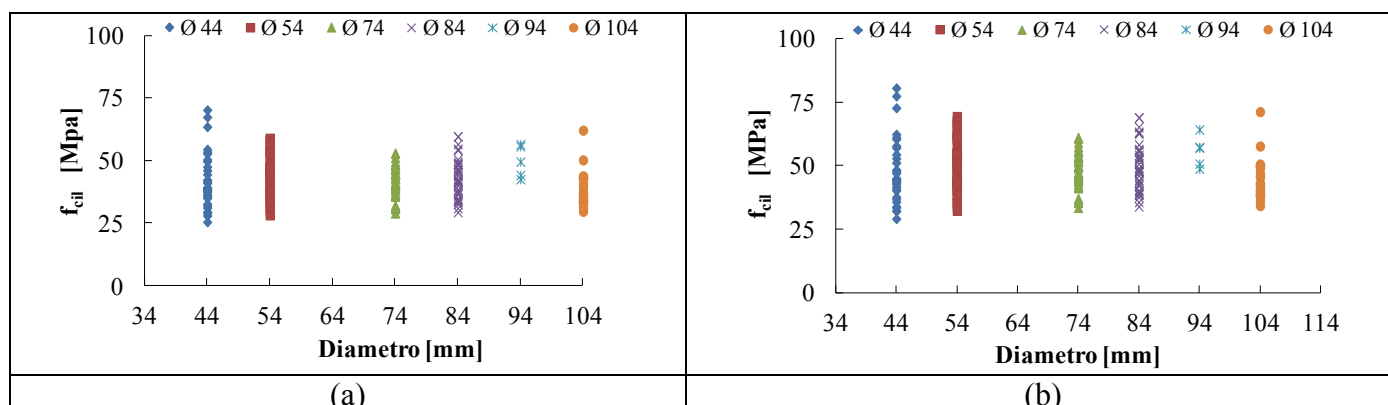 Ø 44 Ø 54 Ø 74 Ø 84 Ø 94 Ø 104
100
75
50
25
0
f_cil [Mpa]
34 44 54 64 74 84 94 104
Diametro [mm]
(a)
Ø 44 Ø 54 Ø 74 Ø 84 Ø 94 Ø 104
100
75
50
25
0
f_cil [MPa]
34 44 54 64 74 84 94 104 114
Diametro [mm]
(b)